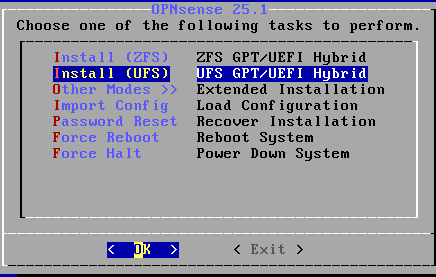 OPNsense 25.1
Choose one of the following tasks to perform.
Install (ZFS) ZFS GPT/UEFI Hybrid
Install (UFS) UFS GPT/UEFI Hybrid
Other Modes >> Extended Installation
Import Config Load Configuration
Password Reset Recover Installation
Force Reboot Reboot System
Force Halt Power Down System
< OK > < Exit >